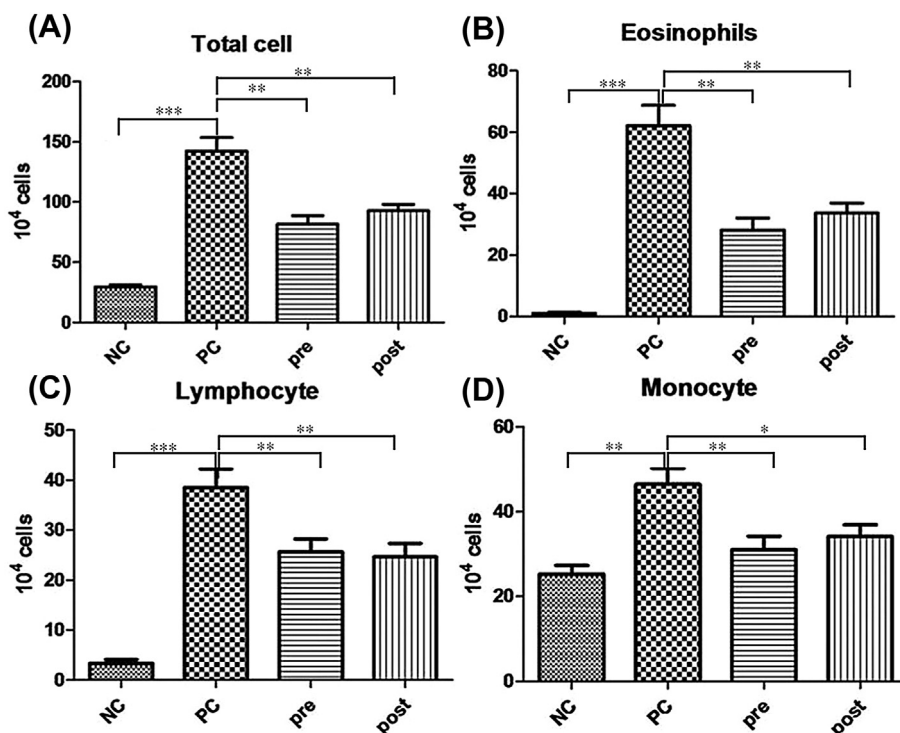 (A)
Total cell
10⁴ cells
200
150
100
50
0
***
**
**
NC PC pre post
(B)
Eosinophils
10⁴ cells
80
60
40
20
0
***
**
**
NC PC pre post
(C)
Lymphocyte
10⁴ cells
50
40
30
20
10
0
***
**
**
NC PC pre post
(D)
Monocyte
10⁴ cells
60
40
20
0
**
**
*
NC PC pre post